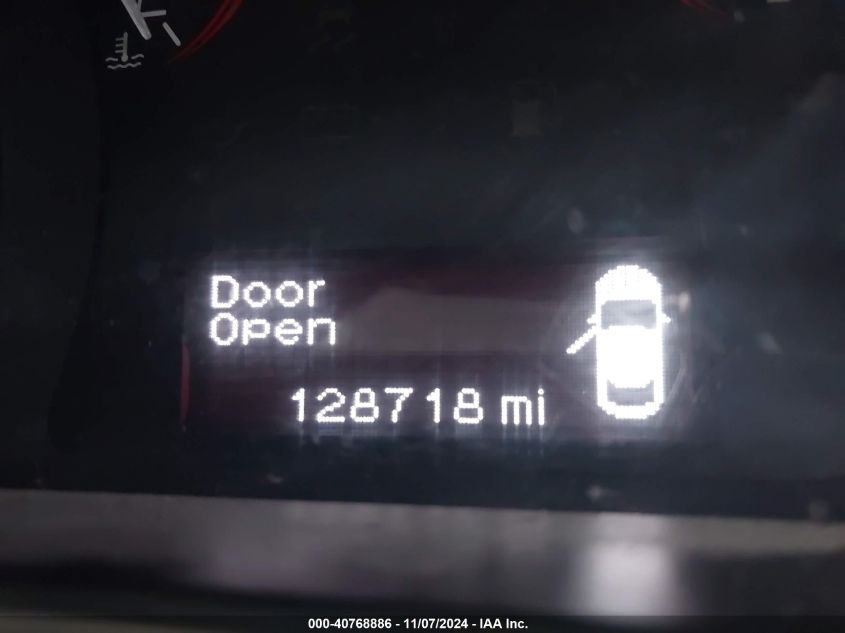 Door
Open
128718 mi
000-40768886 - 11/07/2024 - IAA Inc.